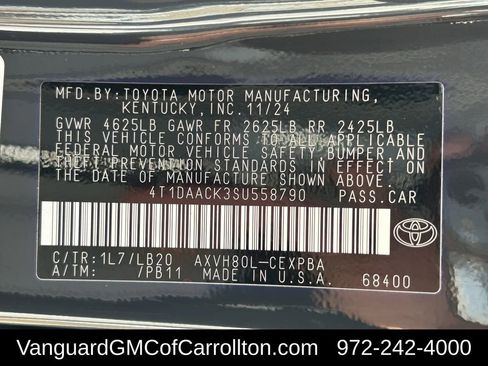 MFD.BY:TOYOTA MOTOR MANUFACTURING,
KENTUCKY,INC.11/24
GVWR 4625LB GAWR FR 2625LB RR 2425LB
THIS VEHICLE CONFORMS TO ALL APPLICABLE
FEDERAL MOTOR VEHICLE SAFETY,BUMPER,AND
THEFT PREVENTION STANDARDS IN EFFECT
ON THE DATE OF MANUFACTURE SHOWN ABOVE.
4T1DAACK3SU558790 PASS.CAR
C/TR:1L7/LB20 AXVH80L-CEXPBA
A/TM: /PB11 MADE IN U.S.A. 68400
TOYOTA
VanguardGMCofCarrollton.com 972-242-4000